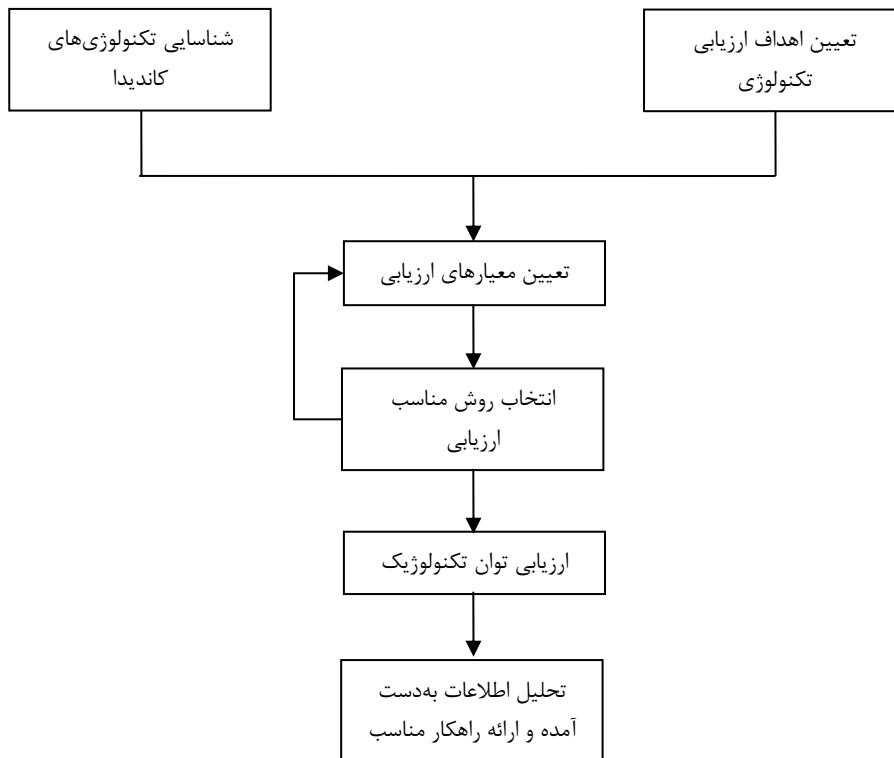 تعیین اهداف ارزیابی
تکنولوژی
شناسایی تکنولوژی‌های
کاندیدا
تعیین معیارهای ارزیابی
انتخاب روش مناسب
ارزیابی
ارزیابی توان تکنولوژیک
تحلیل اطلاعات به‌دست
آمده و ارائه راهکار مناسب